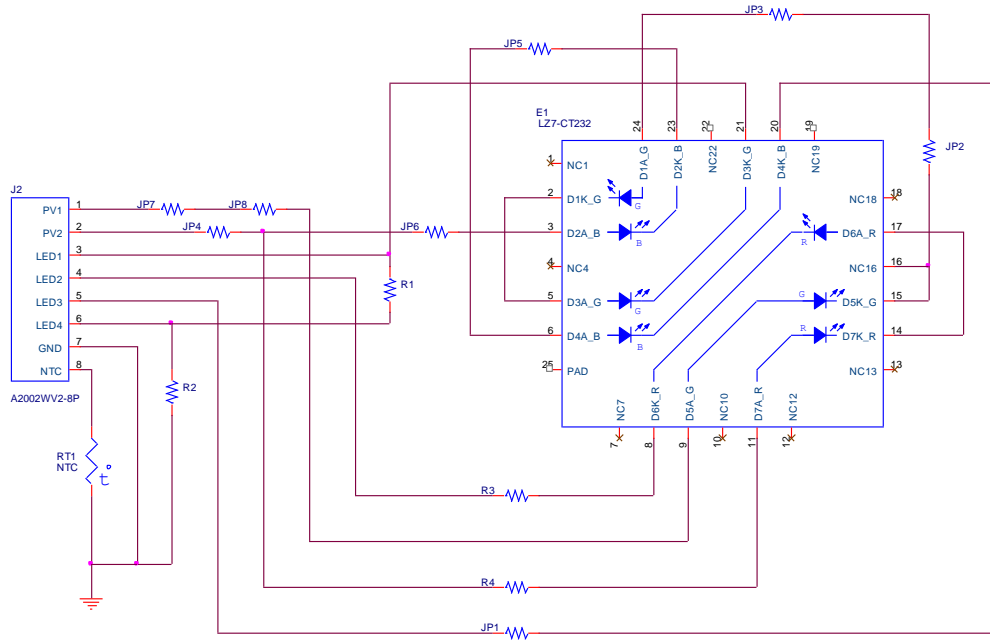 JP3
JP5
E1
LZ7-CT232
24
23
22
21
20
19
D1A_G
D2K_B
NC22
D3K_G
D4K_B
NC19
JP2
1
NC1
NC18
18
J2
2
D1K_G
G
PV1
1
JP7
JP8
PV2
2
JP4
JP6
3
D2A_B
B
R
D6A_R
17
LED1
3
4
NC4
NC16
16
LED2
4
R1
LED3
5
5
D3A_G
G
G
D5K_G
15
LED4
6
6
D4A_B
B
R
D7K_R
14
GND
7
NTC
8
25
PAD
NC13
13
A2002WV2-8P
R2
NC7
D6K_R
D5A_G
NC10
D7A_R
NC12
7
8
9
10
11
12
RT1
NTC
t°
R3
R4
JP1